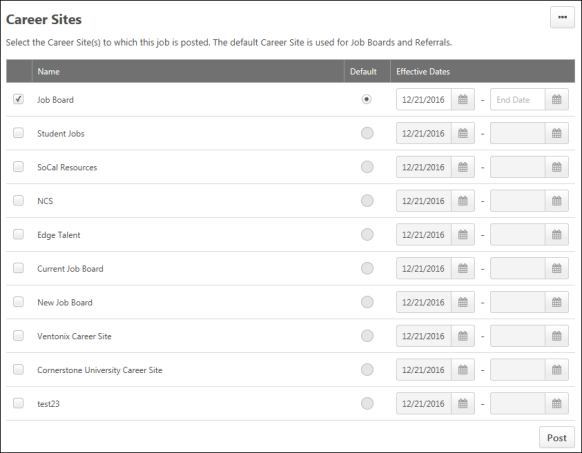 Career Sites
...
Select the Career Site(s) to which this job is posted. The default Career Site is used for Job Boards and Referrals.
Name Default Effective Dates
Job Board 12/21/2016 - End Date
Student Jobs 12/21/2016 -
SoCal Resources 12/21/2016 -
NCS 12/21/2016 -
Edge Talent 12/21/2016 -
Current Job Board 12/21/2016 -
New Job Board 12/21/2016 -
Ventonix Career Site 12/21/2016 -
Cornerstone University Career Site 12/21/2016 -
test23 12/21/2016 -
Post